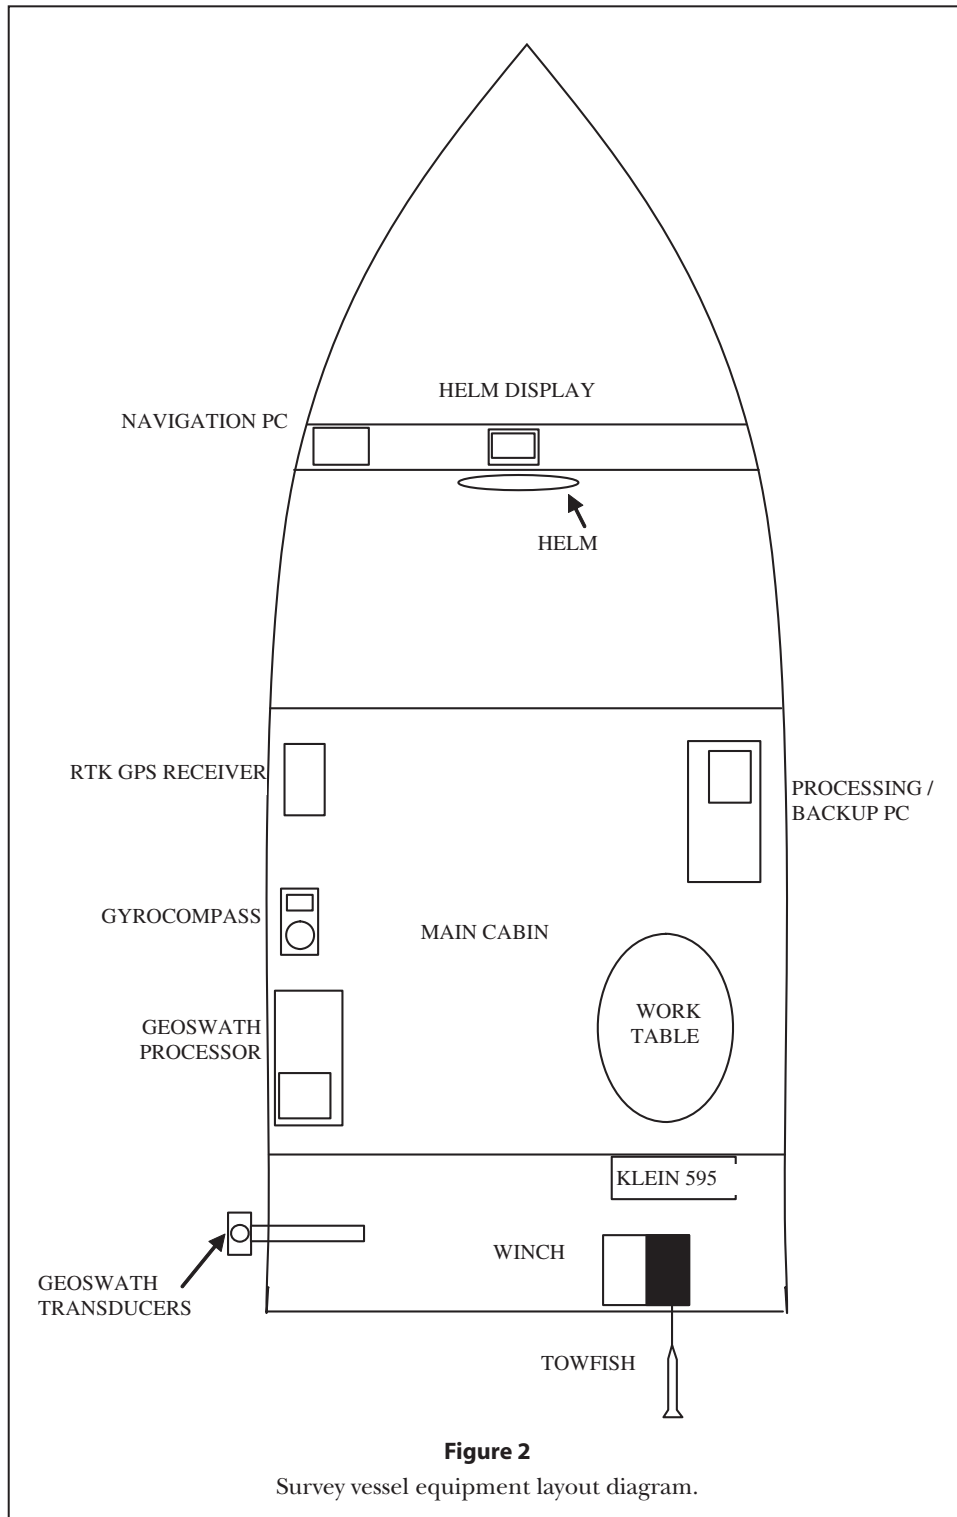 HELM DISPLAY
NAVIGATION PC
HELM
RTK GPS RECEIVER
PROCESSING /
BACKUP PC
GYROCOMPASS
MAIN CABIN
WORK
TABLE
GEOSWATH
PROCESSOR
KLEIN 595
WINCH
GEOSWATH
TRANSDUCERS
TOWFISH
Figure 2
Survey vessel equipment layout diagram.